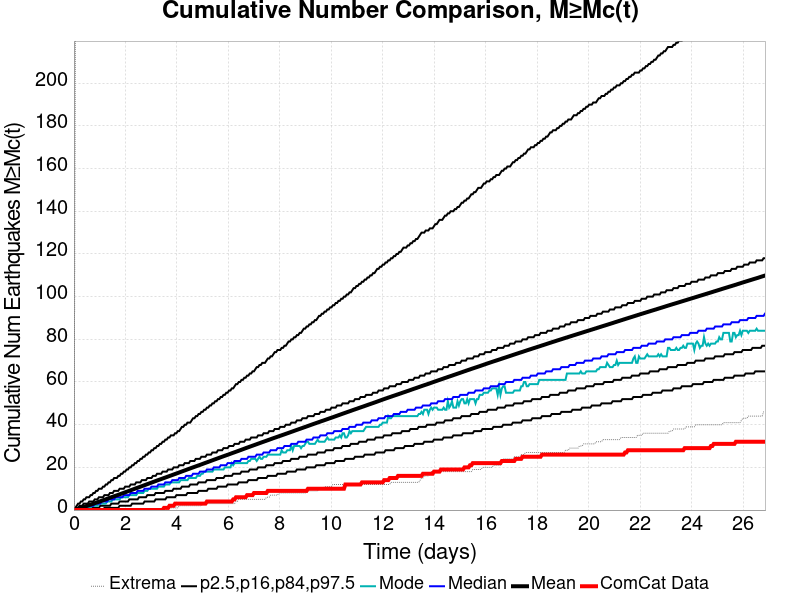 Cumulative Number Comparison, M≥Mc(t)
Cumulative Num Earthquakes M≥Mc(t)
200
180
160
140
120
100
80
60
40
20
0
0 2 4 6 8 10 12 14 16 18 20 22 24 26
Time (days)
Extrema p2.5,p16,p84,p97.5 Mode Median Mean ComCat Data